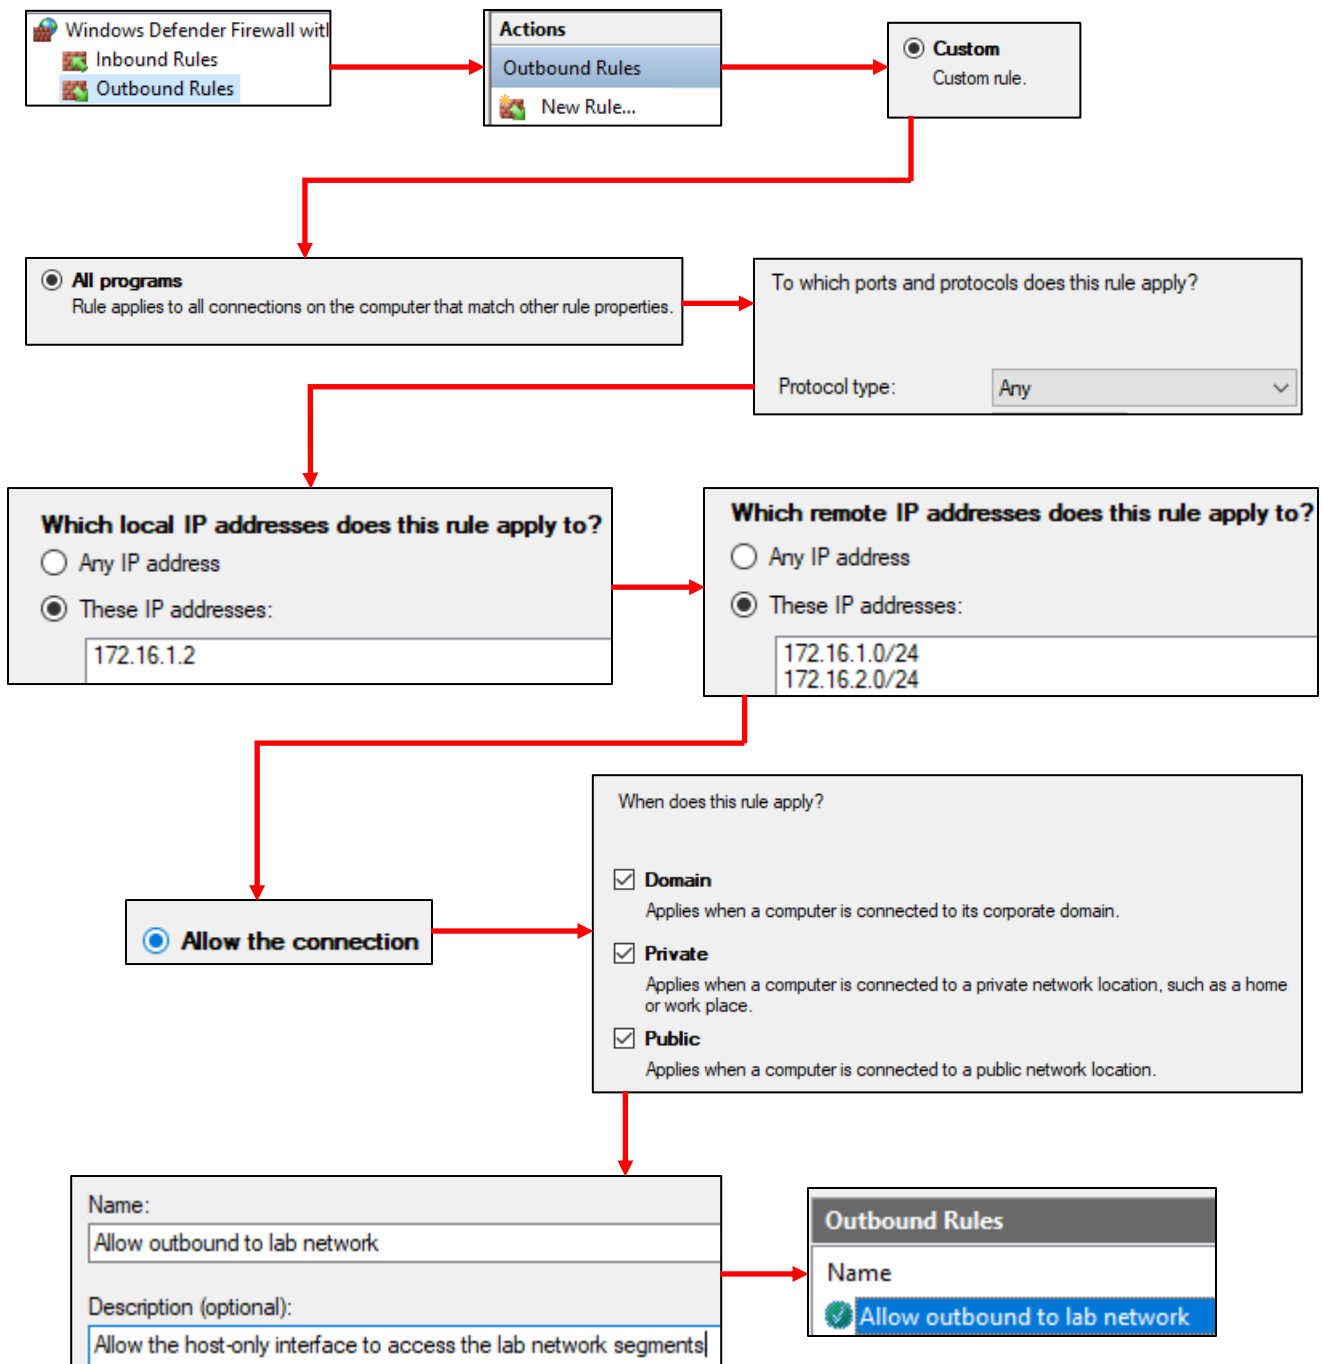 Windows Defender Firewall with
Inbound Rules
Outbound Rules
Actions
Outbound Rules
New Rule...
Custom
Custom rule.
All programs
Rule applies to all connections on the computer that match other rule properties.
To which ports and protocols does this rule apply?
Protocol type:
Any
Which local IP addresses does this rule apply to?
Any IP address
These IP addresses:
172.16.1.2
Which remote IP addresses does this rule apply to?
Any IP address
These IP addresses:
172.16.1.0/24
172.16.2.0/24
Allow the connection
When does this rule apply?
Domain
Applies when a computer is connected to its corporate domain.
Private
Applies when a computer is connected to a private network location, such as a home
or work place.
Public
Applies when a computer is connected to a public network location.
Name:
Allow outbound to lab network
Description (optional):
Allow the host-only interface to access the lab network segments
Outbound Rules
Name
Allow outbound to lab network